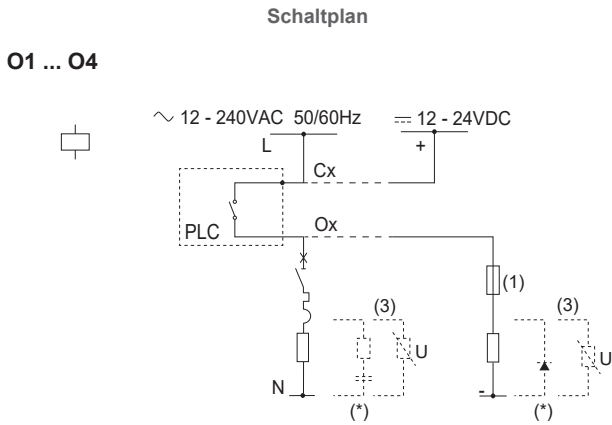 Schaltplan
O1 ... O4
12 - 240VAC 50/60Hz
12 - 24VDC
L
+
Cx
PLC
Ox
(1)
(3)
(3)
U
U
N
-
(*)
(*)